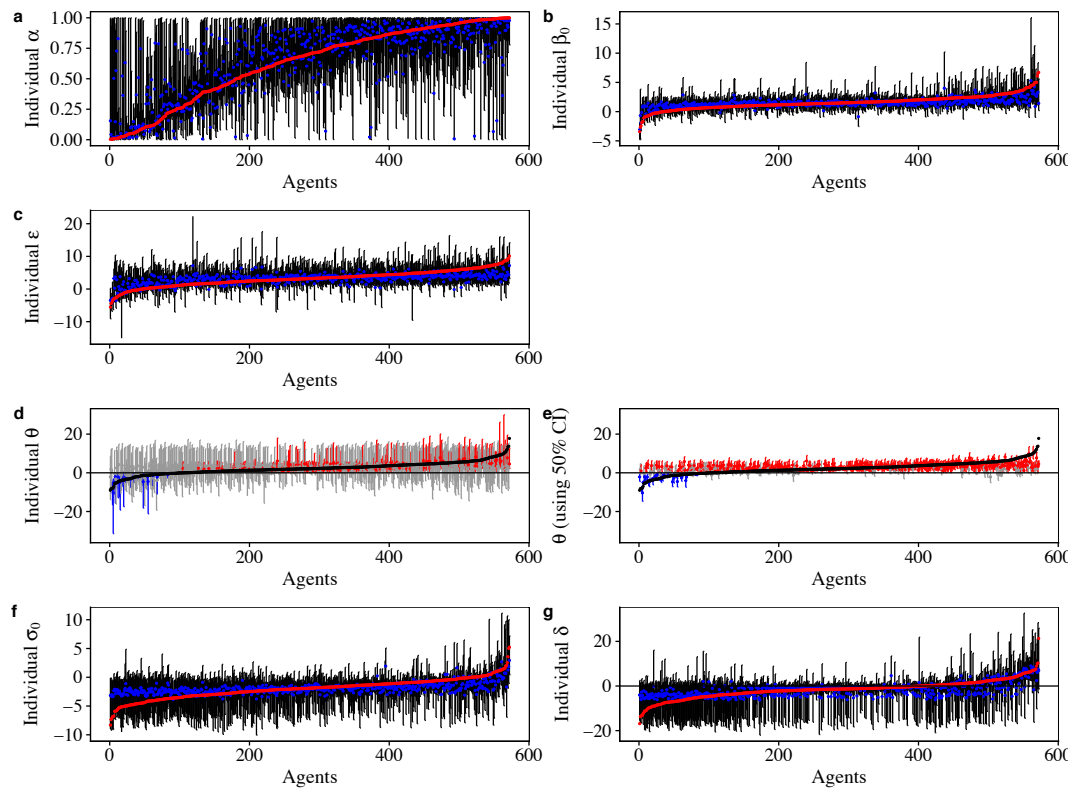 a
b
Individual α
1.00
0.75
0.50
0.25
0.00
0
200
400
600
Agents
Individual β0
15
10
5
0
−5
0
200
400
600
Agents
c
Individual ε
20
10
0
−10
0
200
400
600
Agents
d
e
Individual θ
20
0
−20
0
200
400
600
Agents
θ (using 50% CI)
20
0
−20
0
200
400
600
Agents
f
g
Individual σ0
10
5
0
−5
−10
0
200
400
600
Agents
Individual δ
20
0
−20
0
200
400
600
Agents